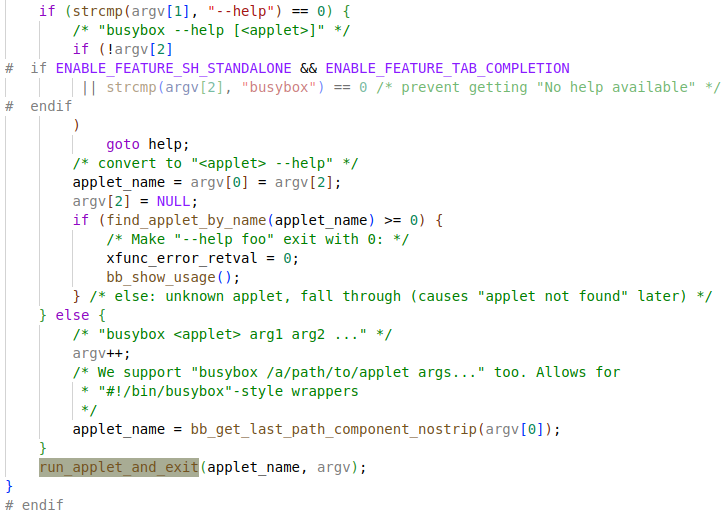 if (strcmp(argv[1], "--help") == 0) {
/* "busybox --help [<applet>]" */
if (!argv[2]
#  if ENABLE_FEATURE_SH_STANDALONE && ENABLE_FEATURE_TAB_COMPLETION
|| strcmp(argv[2], "busybox") == 0 /* prevent getting "No help available" */
#  endif
)
goto help;
/* convert to "<applet> --help" */
applet_name = argv[0] = argv[2];
argv[2] = NULL;
if (find_applet_by_name(applet_name) >= 0) {
/* Make "--help foo" exit with 0: */
xfunc_error_retval = 0;
bb_show_usage();
} /* else: unknown applet, fall through (causes "applet not found" later) */
} else {
/* "busybox <applet> arg1 arg2 ..." */
argv++;
/* We support "busybox /a/path/to/applet args..." too. Allows for
* "#!/bin/busybox"-style wrappers
*/
applet_name = bb_get_last_path_component_nostrip(argv[0]);
}
run_applet_and_exit(applet_name, argv);
}
# endif